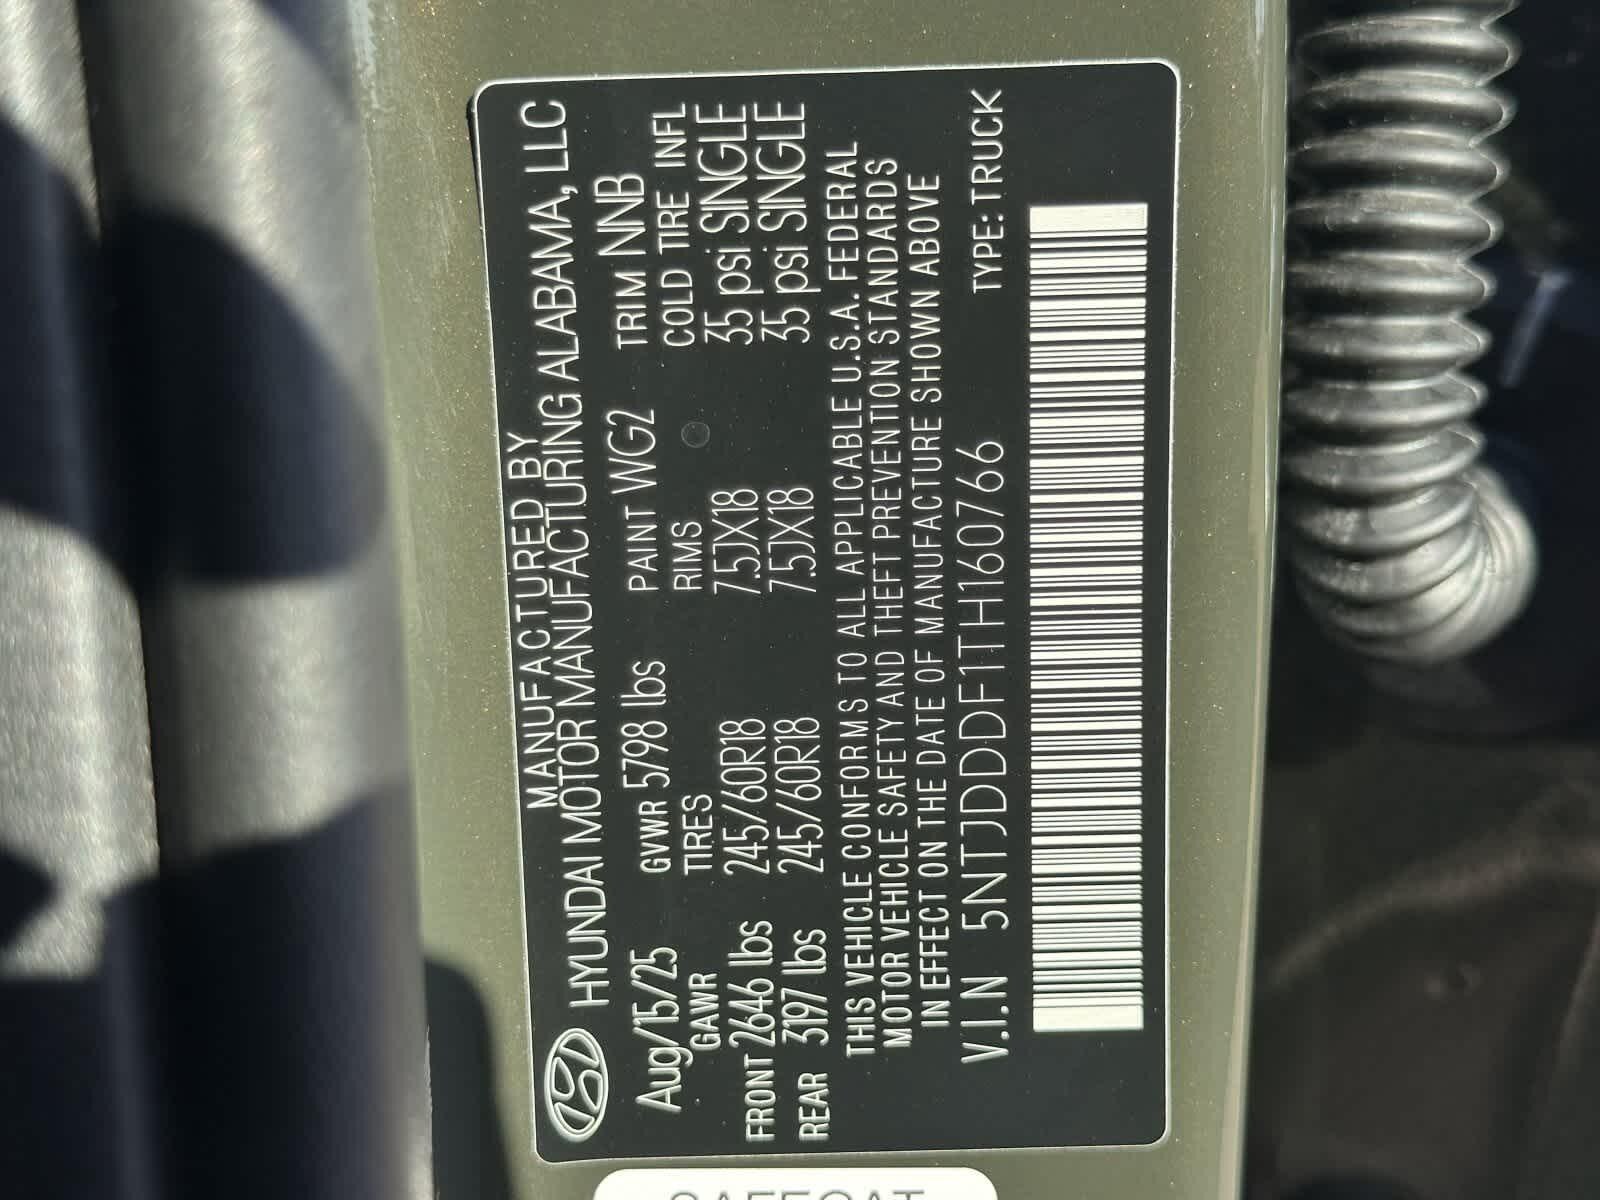 MANUFACTURED BY
HYUNDAI MOTOR MANUFACTURING ALABAMA, LLC
Aug/15/25 GVWR 5798 lbs PAINT WG2 TRIM NNB
GAWR TIRES RIMS COLD TIRE INFL
FRONT 2646 lbs 245/60R18 7.5JX18 35 psi SINGLE
REAR 3197 lbs 245/60R18 7.5JX18 35 psi SINGLE
THIS VEHICLE CONFORMS TO ALL APPLICABLE U.S.A. FEDERAL
MOTOR VEHICLE SAFETY AND THEFT PREVENTION STANDARDS
IN EFFECT ON THE DATE OF MANUFACTURE SHOWN ABOVE
V.I.N 5NTJDDDF1TH160766 TYPE: TRUCK